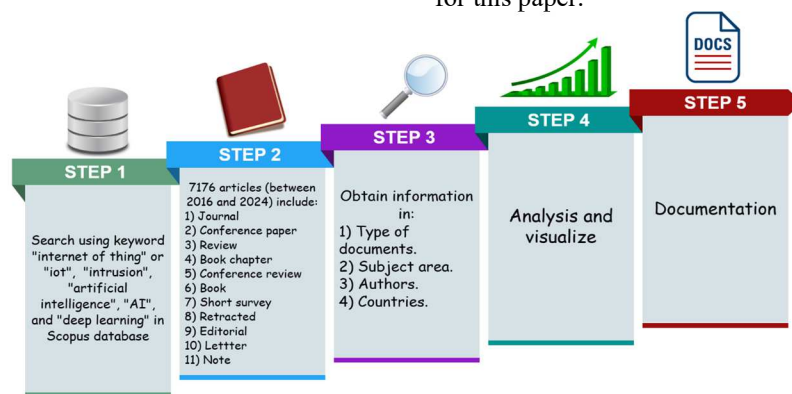 for this paper.
STEP 1
Search using keyword
"internet of thing" or
"iot", "intrusion",
"artificial
intelligence", "AI",
and "deep learning" in
Scopus database
STEP 2
7176 articles (between
2016 and 2024) include:
1) Journal
2) Conference paper
3) Review
4) Book chapter
5) Conference review
6) Book
7) Short survey
8) Retracted
9) Editorial
10) Lettter
11) Note
STEP 3
Obtain information
in:
1) Type of
documents.
2) Subject area.
3) Authors.
4) Countries.
STEP 4
Analysis and
visualize
DOCS
STEP 5
Documentation